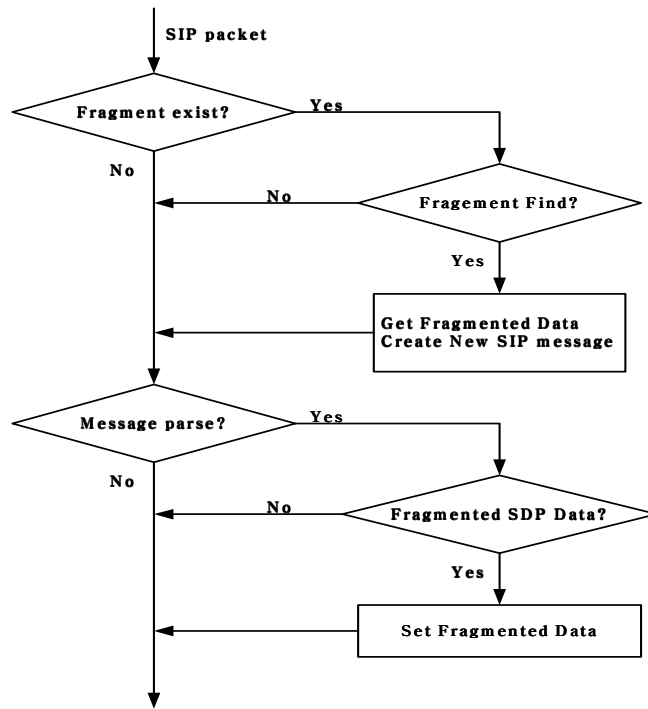 SIP packet
Fragment exist?
Yes
No
Fragement Find?
No
Yes
Get Fragmented Data
Create New SIP message
Message parse?
Yes
No
Fragmented SDP Data?
No
Yes
Set Fragmented Data